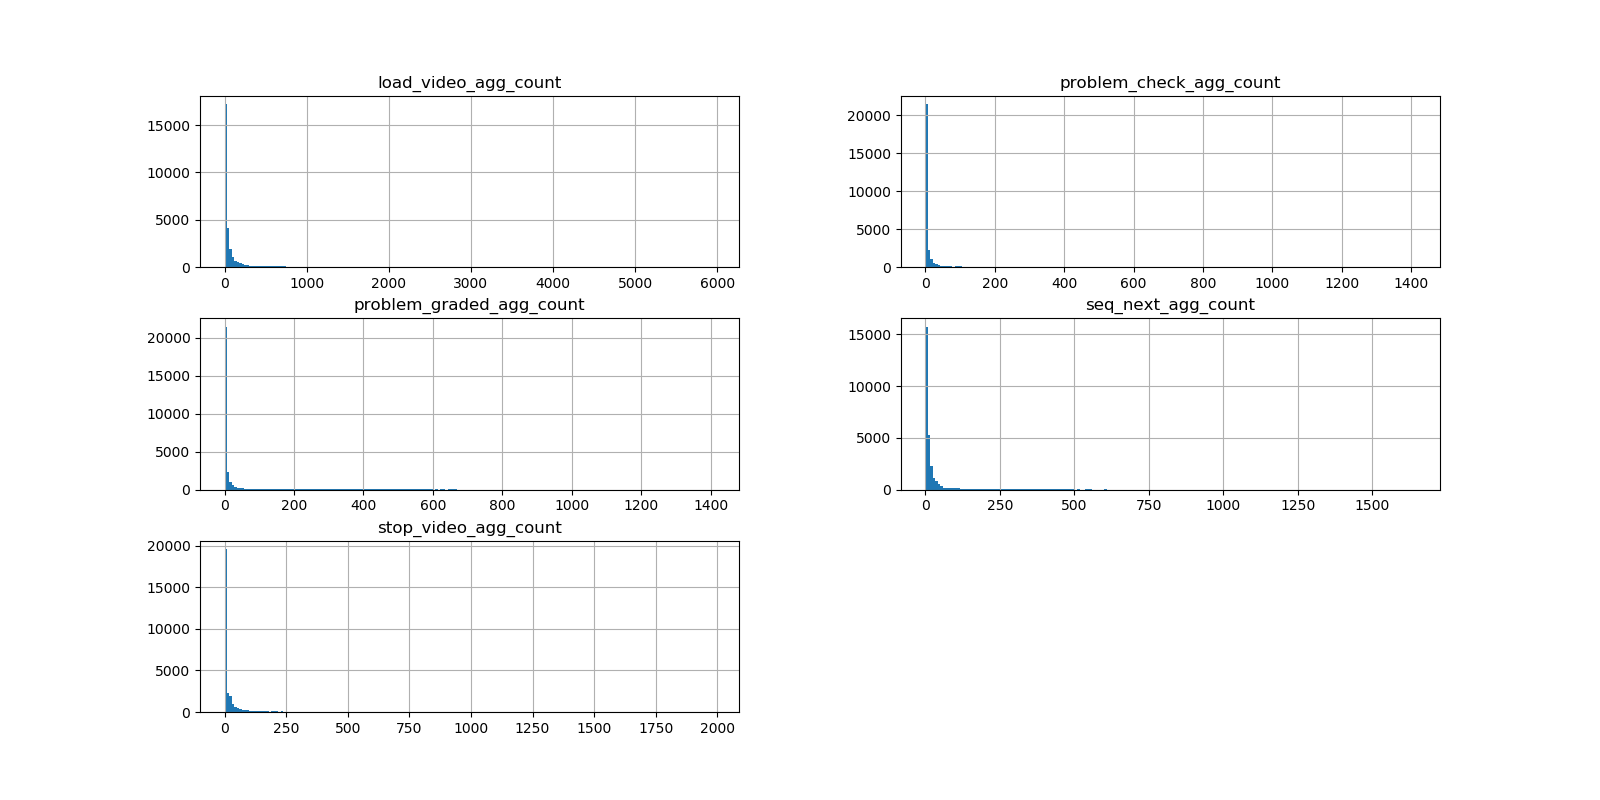 load_video_agg_count
15000
10000
5000
0
0 1000 2000 3000 4000 5000 6000
problem_check_agg_count
20000
15000
10000
5000
0
0 200 400 600 800 1000 1200 1400
problem_graded_agg_count
20000
15000
10000
5000
0
0 200 400 600 800 1000 1200 1400
seq_next_agg_count
15000
10000
5000
0
0 250 500 750 1000 1250 1500
stop_video_agg_count
20000
15000
10000
5000
0
0 250 500 750 1000 1250 1500 1750 2000